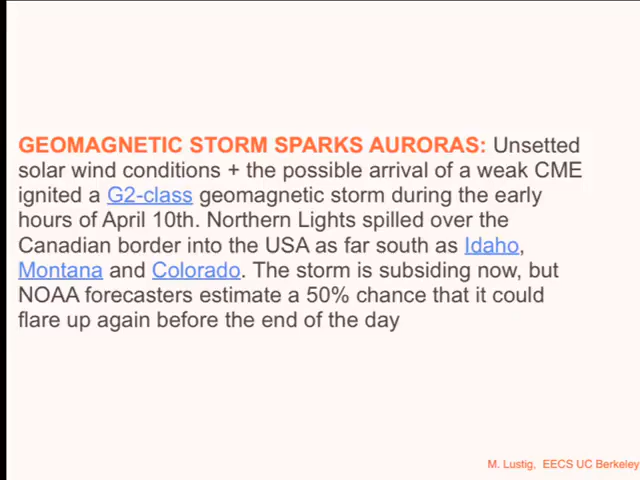 GEOMAGNETIC STORM SPARKS AURORAS: Unsetted
solar wind conditions + the possible arrival of a weak CME
ignited a G2-class geomagnetic storm during the early
hours of April 10th. Northern Lights spilled over the
Canadian border into the USA as far south as Idaho,
Montana and Colorado. The storm is subsiding now, but
NOAA forecasters estimate a 50% chance that it could
flare up again before the end of the day
M. Lustig, EECS UC Berkeley